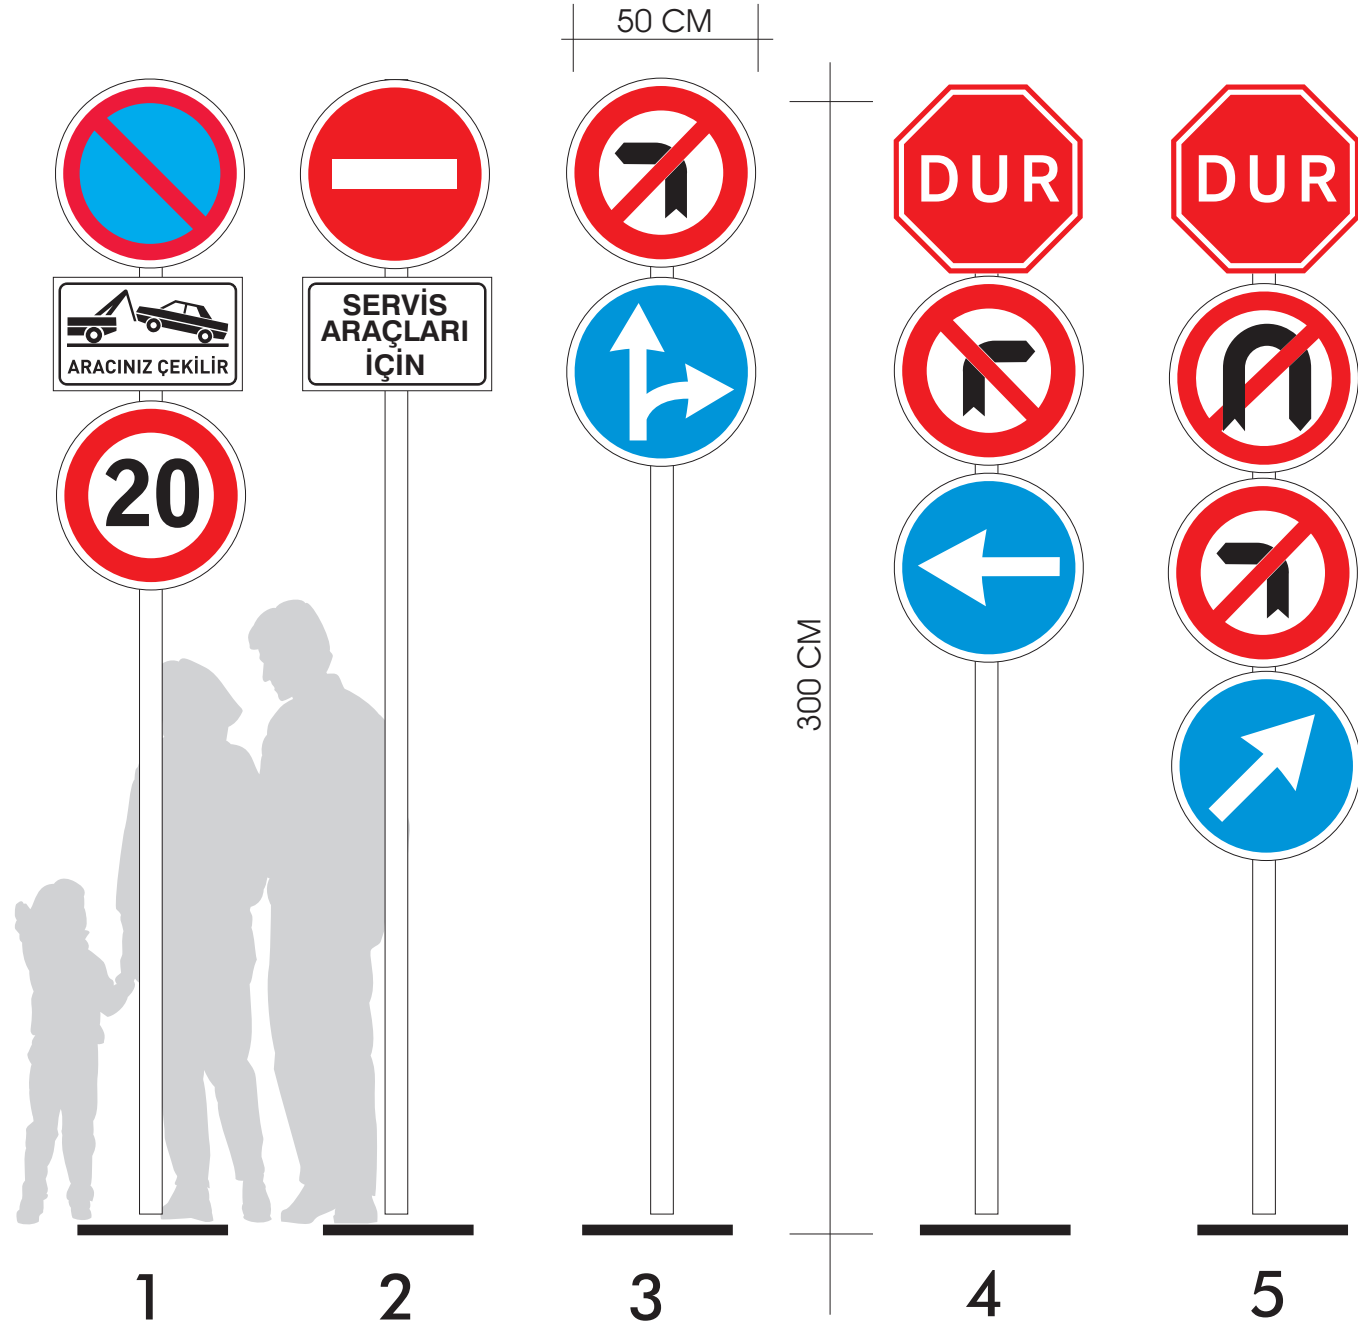 50 CM
ARACINIZ ÇEKİLİR
20
SERVİS
ARAÇLARI
İÇİN
DUR
DUR
300 CM
1
2
3
4
5